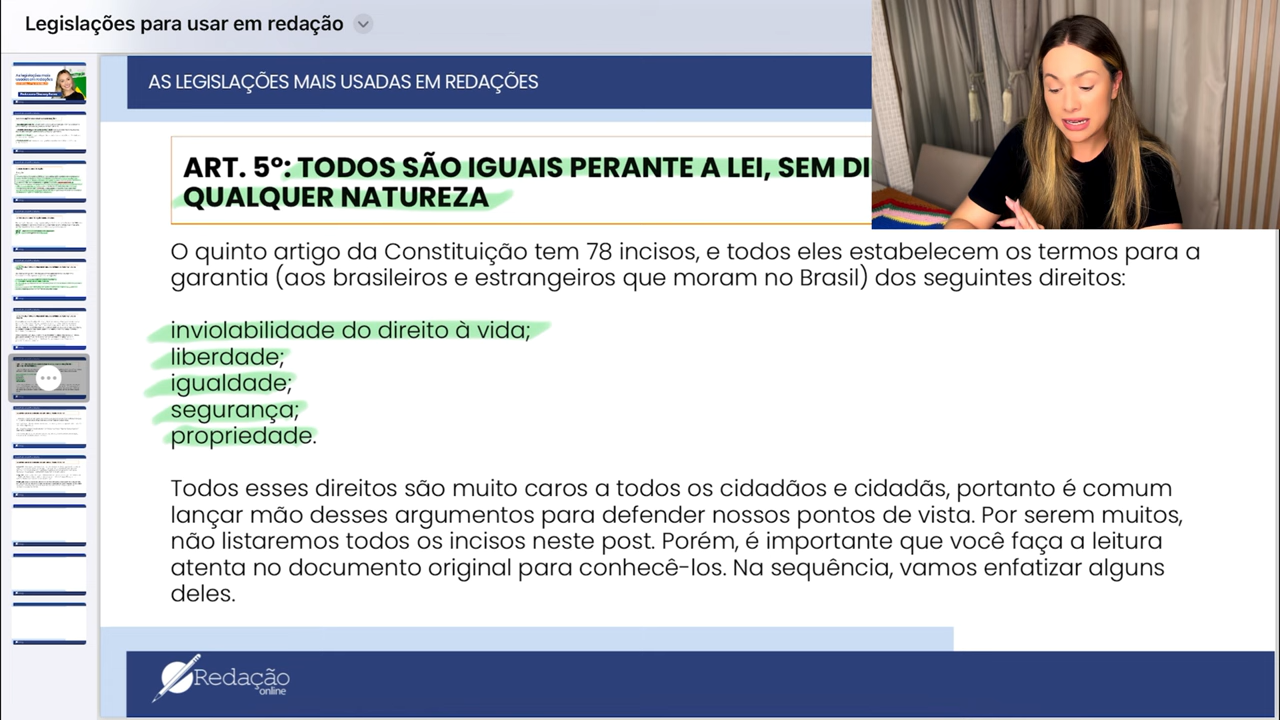 Legislações para usar em redação
AS LEGISLAÇÕES MAIS USADAS EM REDAÇÕES
ART. 5º: TODOS SÃO IGUAIS PERANTE A LEI, SEM DI
QUALQUER NATUREZA
O quinto artigo da Constituição tem 78 incisos, e todos eles estabelecem os termos para a
garantia (aos brasileiros e estrangeiros que moram no Brasil) dos seguintes direitos:
inviolabilidade do direito à vida;
liberdade;
igualdade;
segurança;
propriedade.
Todos esses direitos são muito caros a todos os cidadãos e cidadãs, portanto é comum
lançar mão desses argumentos para defender nossos pontos de vista. Por serem muitos,
não listaremos todos os incisos neste post. Porém, é importante que você faça a leitura
atenta no documento original para conhecê-los. Na sequência, vamos enfatizar alguns
deles.
Redação
online